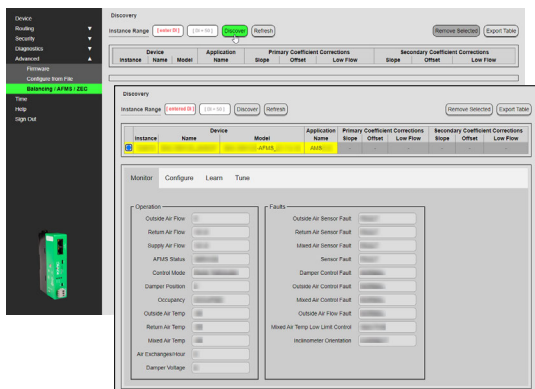 Device
Routing
Security
Diagnostics
Advanced
Firmware
Configure from File
Balancing / AFMS / ZEC
Time
Help
Sign Out
Discovery
Instance Range [ enter DI ] Discover Refresh Remove Selected Export Table
Device Application Primary Coefficient Corrections Secondary Coefficient Corrections
Instance Name Model Name Slope Offset Low Flow Slope Offset Low Flow
Discovery
Instance Range [ entered DI ] Discover Refresh Remove Selected Export Table
Device Application Primary Coefficient Corrections Secondary Coefficient Corrections
Instance Name Model Name Slope Offset Low Flow Slope Offset Low Flow
-AFMS AMS - - - - - -
Monitor Configure Learn Tune
Operation
Outside Air Flow
Return Air Flow
Supply Air Flow
AFMS Status
Control Mode
Damper Position
Occupancy
Outside Air Temp
Return Air Temp
Mixed Air Temp
Air Exchanges/Hour
Damper Voltage
Faults
Outside Air Sensor Fault
Return Air Sensor Fault
Mixed Air Sensor Fault
Sensor Fault
Damper Control Fault
Outside Air Control Fault
Mixed Air Control Fault
Outside Air Flow Fault
Mixed Air Temp Low Limit Control
Inclinometer Orientation